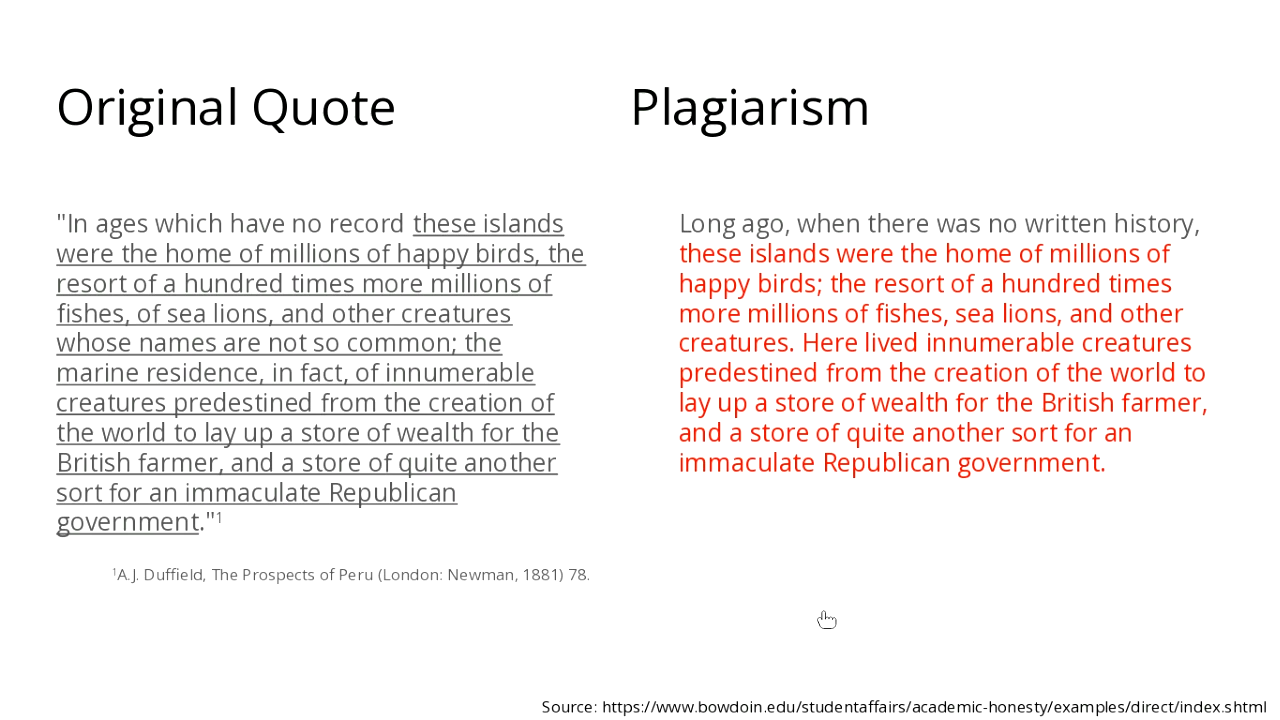 Original Quote
"In ages which have no record these islands
were the home of millions of happy birds, the
resort of a hundred times more millions of
fishes, of sea lions, and other creatures
whose names are not so common; the
marine residence, in fact, of innumerable
creatures predestined from the creation of
the world to lay up a store of wealth for the
British farmer, and a store of quite another
sort for an immaculate Republican
government."¹
¹A.J. Duffield, The Prospects of Peru (London: Newman, 1881) 78.
Plagiarism
Long ago, when there was no written history,
these islands were the home of millions of
happy birds; the resort of a hundred times
more millions of fishes, sea lions, and other
creatures. Here lived innumerable creatures
predestined from the creation of the world to
lay up a store of wealth for the British farmer,
and a store of quite another sort for an
immaculate Republican government.
Source: https://www.bowdoin.edu/studentaffairs/academic-honesty/examples/direct/index.shtml